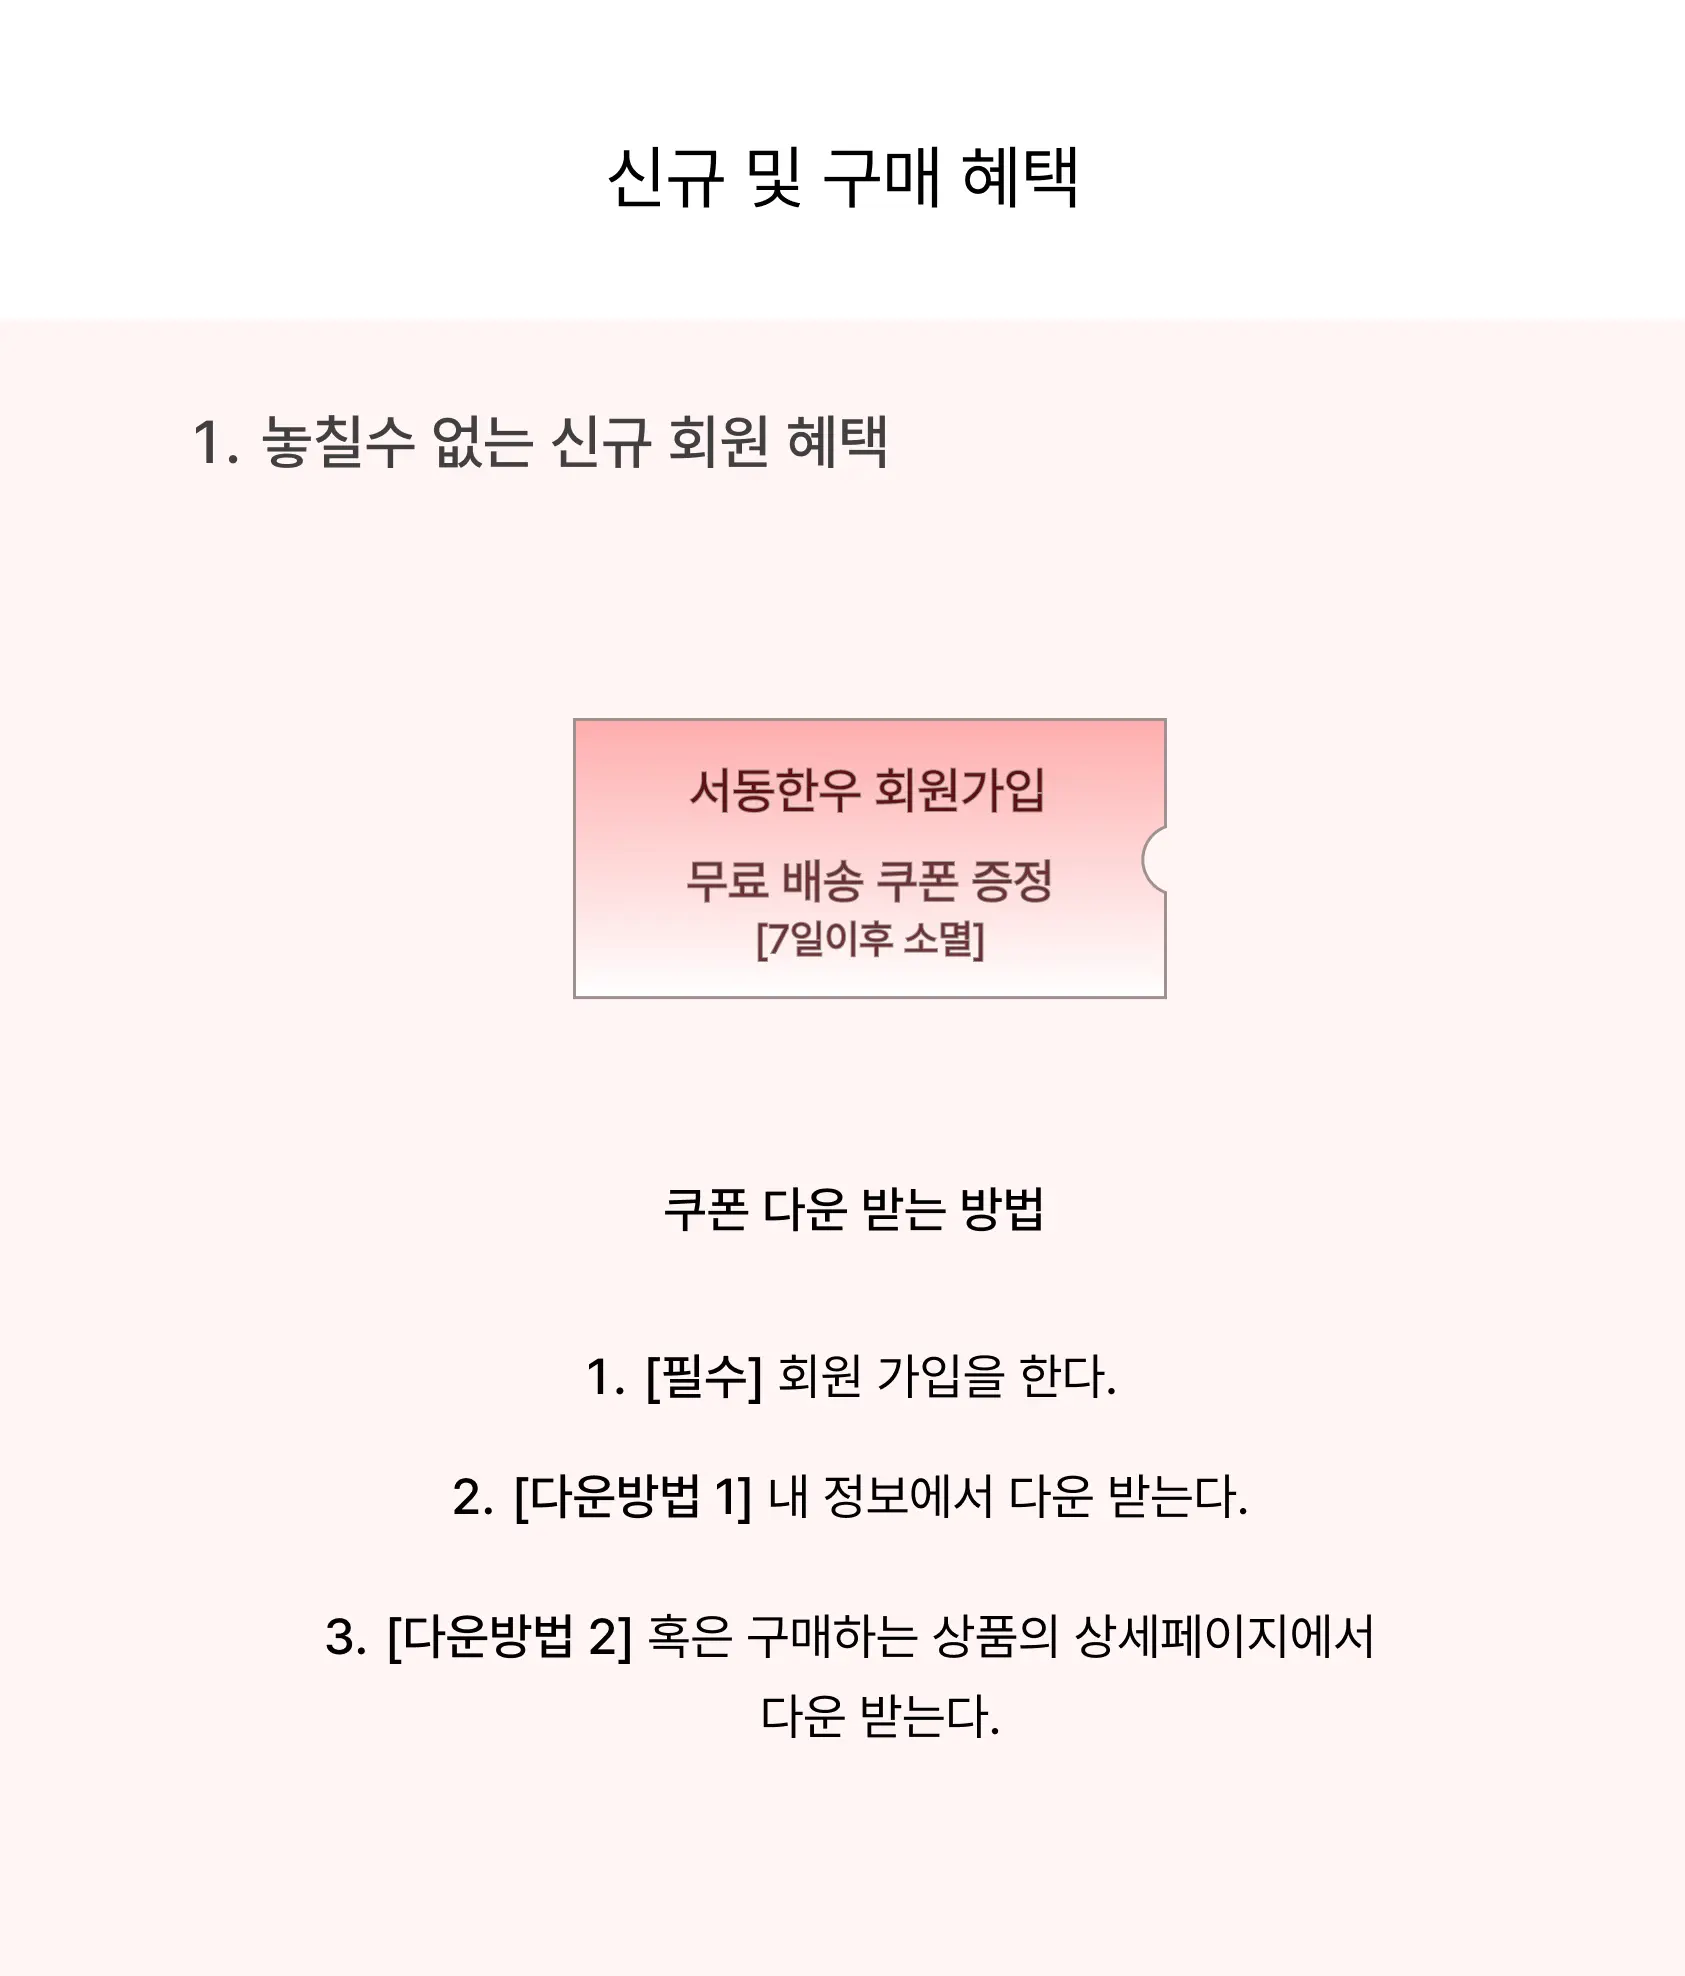 신규 및 구매 혜택
1. 놓칠수 없는 신규 회원 혜택
서동한우 회원가입
무료 배송 쿠폰 증정
[7일이후 소멸]
쿠폰 다운 받는 방법
1. [필수] 회원 가입을 한다.
2. [다운방법 1] 내 정보에서 다운 받는다.
3. [다운방법 2] 혹은 구매하는 상품의 상세페이지에서
다운 받는다.